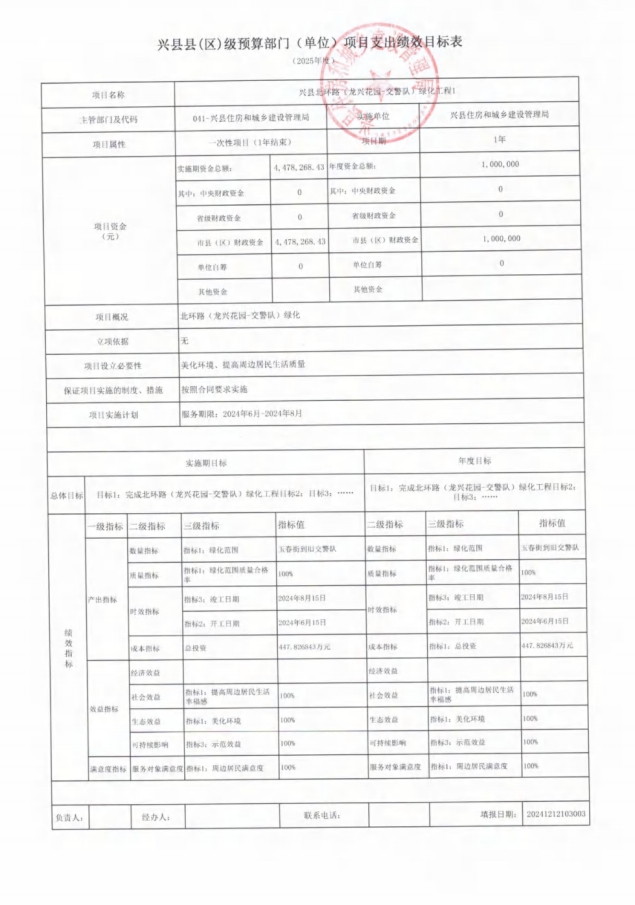 兴县县(区)级预算部门（单位）项目支出绩效目标表
（2025年度）
项目名称 兴县北环路（龙兴花园-交警队）绿化工程1
主管部门及代码 041-兴县住房和城乡建设管理局 实施单位 兴县住房和城乡建设管理局
项目属性 一次性项目（1年结束） 项目期 1年
项目资金（元） 实施期资金总额： 4,478,268.43 年度资金总额： 1,000,000
其中：中央财政资金 0 其中：中央财政资金 0
省级财政资金 0 省级财政资金 0
市县（区）财政资金 4,478,268.43 市县（区）财政资金 1,000,000
单位自筹 0 单位自筹 0
其他资金 其他资金
项目概况 北环路（龙兴花园-交警队）绿化
立项依据 无
项目设立必要性 美化环境、提高周边居民生活质量
保证项目实施的制度、措施 按照合同要求实施
项目实施计划 服务期限：2024年6月-2024年8月
实施期目标 年度目标
总体目标 目标1：完成北环路（龙兴花园-交警队）绿化工程目标2：目标3：…… 目标1：完成北环路（龙兴花园-交警队）绿化工程目标2：
目标3：……
绩效指标 一级指标 二级指标 三级指标 指标值 二级指标 三级指标 指标值
产出指标 数量指标 指标1：绿化范围 玉春街到旧交警队 数量指标 指标1：绿化范围 玉春街到旧交警队
质量指标 指标1：绿化范围质量合格率 100% 质量指标 指标1：绿化范围质量合格率 100%
时效指标 指标3：竣工日期 2024年8月15日 时效指标 指标3：竣工日期 2024年8月15日
指标2：开工日期 2024年6月15日 指标2：开工日期 2024年6月15日
成本指标 指标1：总投资 447.826843万元 成本指标 指标1：总投资 447.826843万元
效益指标 经济效益 经济效益
社会效益 指标1：提高周边居民生活幸福感 100% 社会效益 指标1：提高周边居民生活幸福感 100%
生态效益 指标1：美化环境 100% 生态效益 指标1：美化环境 100%
可持续影响 指标3：示范效益 100% 可持续影响 指标3：示范效益 100%
满意度指标 服务对象满意度 指标1：周边居民满意度 100% 服务对象满意度 指标1：周边居民满意度 100%
负责人： 经办人： 联系电话： 填报日期： 20241212103003